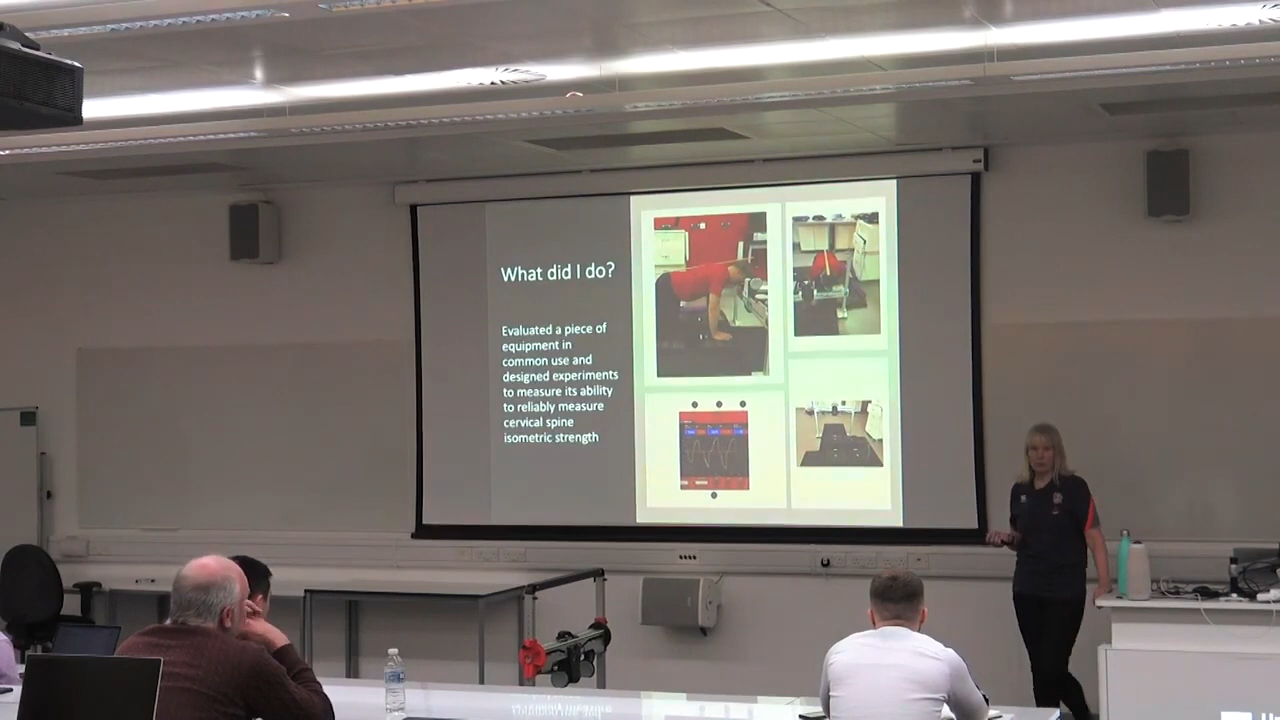 What did I do?
Evaluated a piece of
equipment in
common use and
designed experiments
to measure its ability
to reliably measure
cervical spine
isometric strength